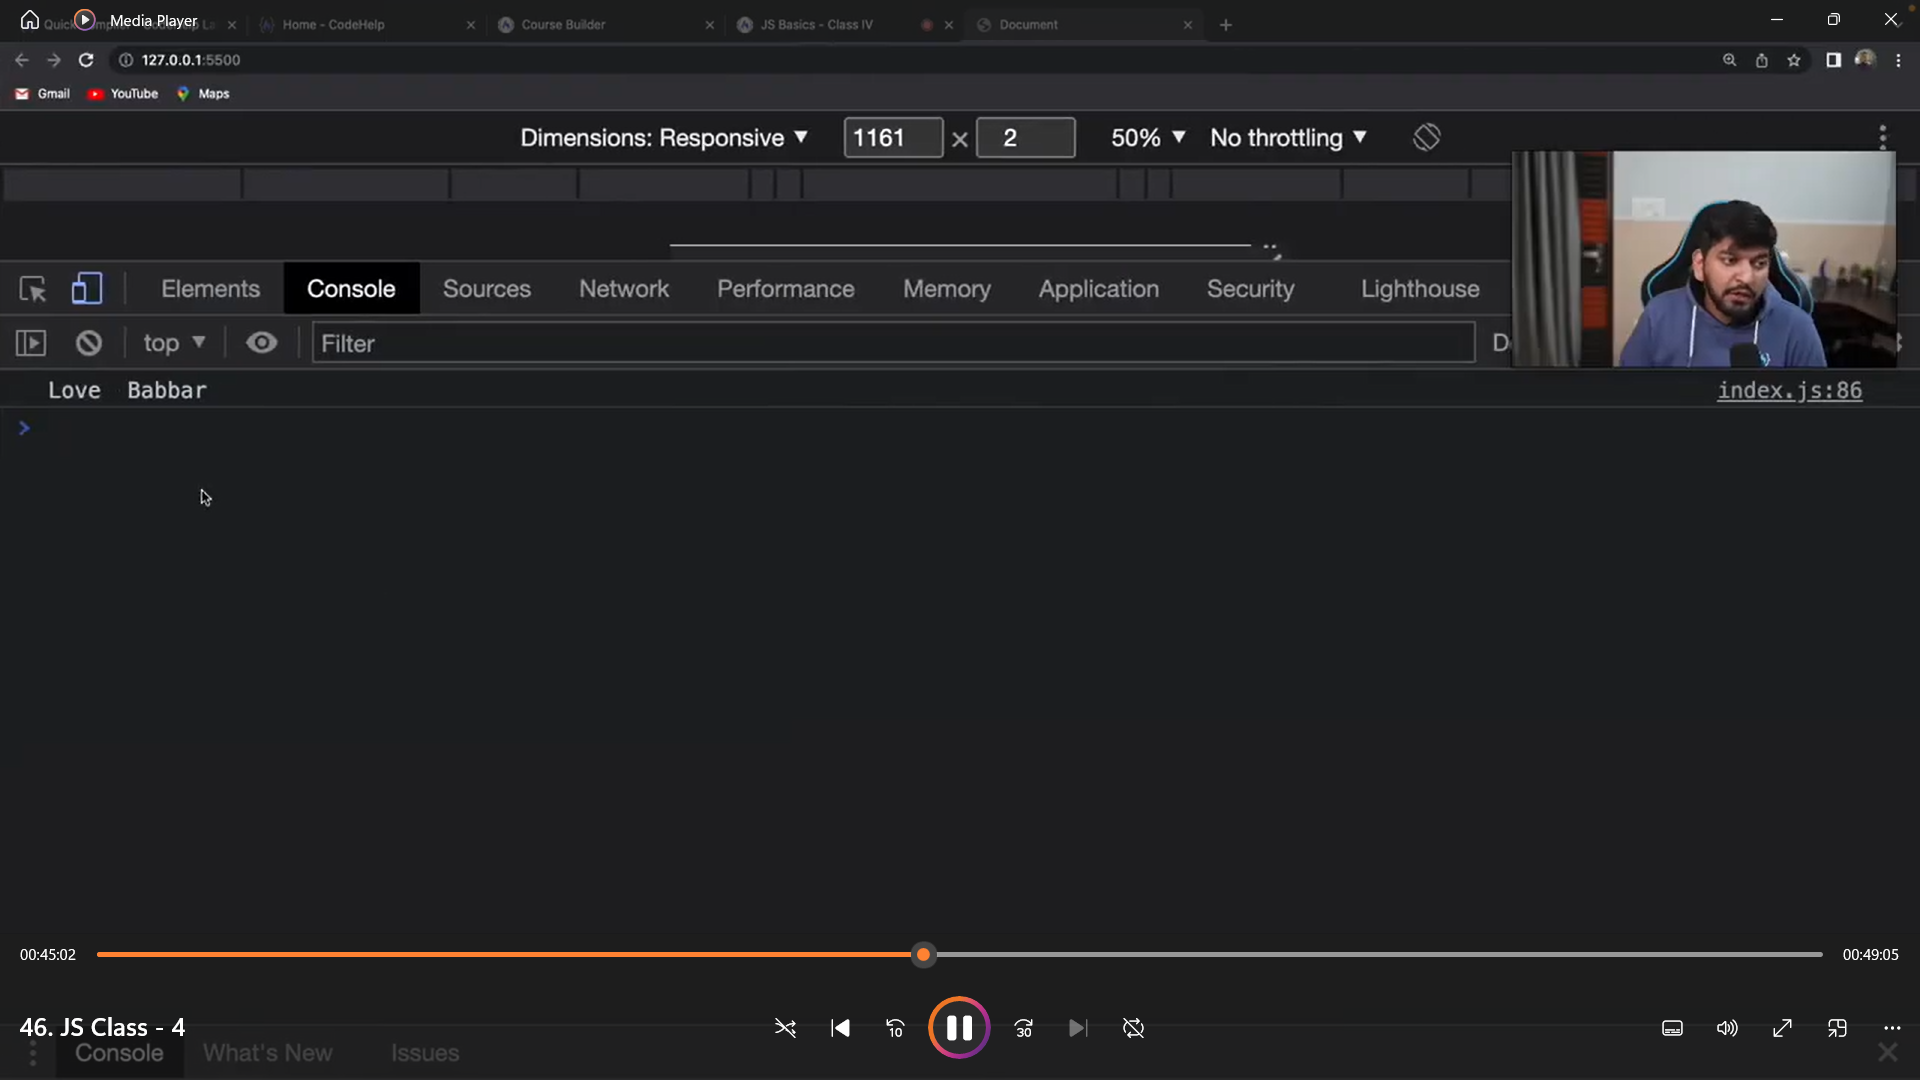 Media Player
Home - CodeHelp
Course Builder
JS Basics - Class IV
Document
127.0.0.1:5500
Gmail YouTube Maps
Dimensions: Responsive 1161 × 2 50% No throttling
Elements Console Sources Network Performance Memory Application Security Lighthouse
top Filter
Love Babbar index.js:86
00:45:02 00:49:05
46. JS Class - 4
10 30
Console What's New Issues